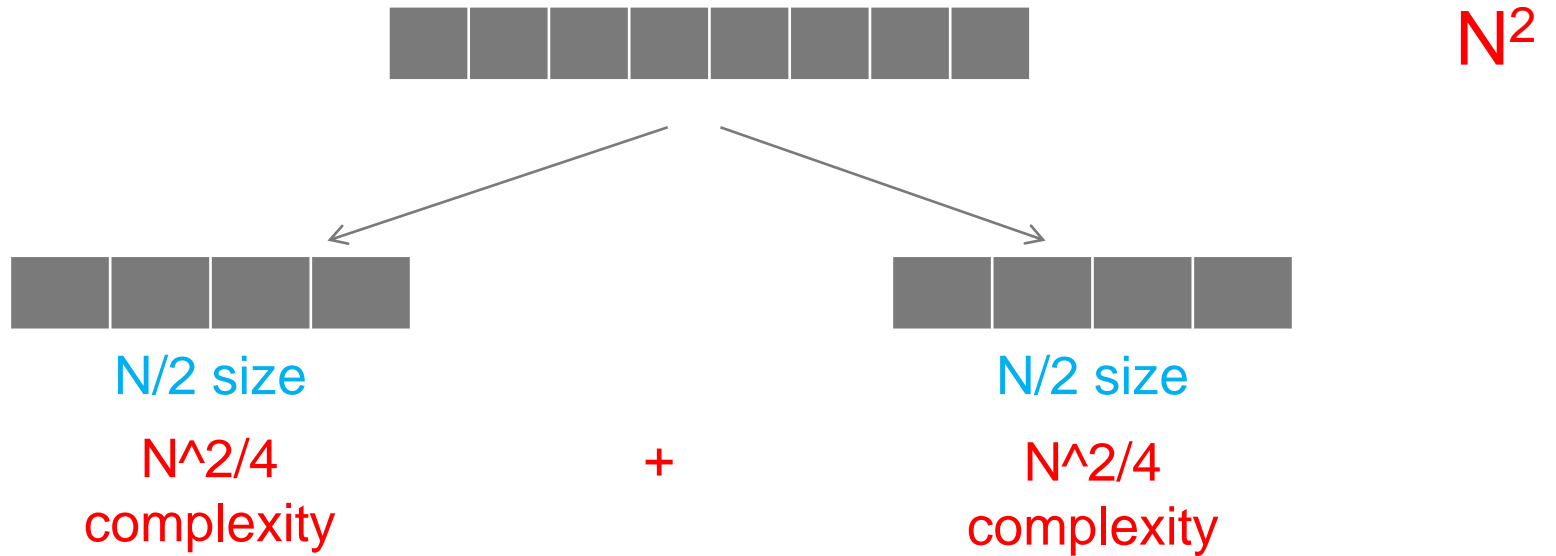 N²
N/2 size
N/2 size
N^2/4
complexity
+
N^2/4
complexity